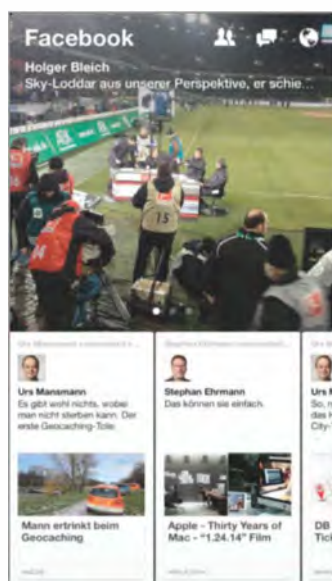 Facebook
Holger Bleich
Sky-Loddar aus unserer Perspektive, er schie…
15
Urs Mansmann
Es gibt wohl nichts, wobei
man nicht sterben kann. Der
erste Geocaching-Tote.
Mann ertrinkt beim
Geocaching
Stephan Ehrmann
Das können sie einfach.
Apple - Thirty Years of
Mac - “1.24.14” Film
Urs M
So, n
das
City-
DB
Tick